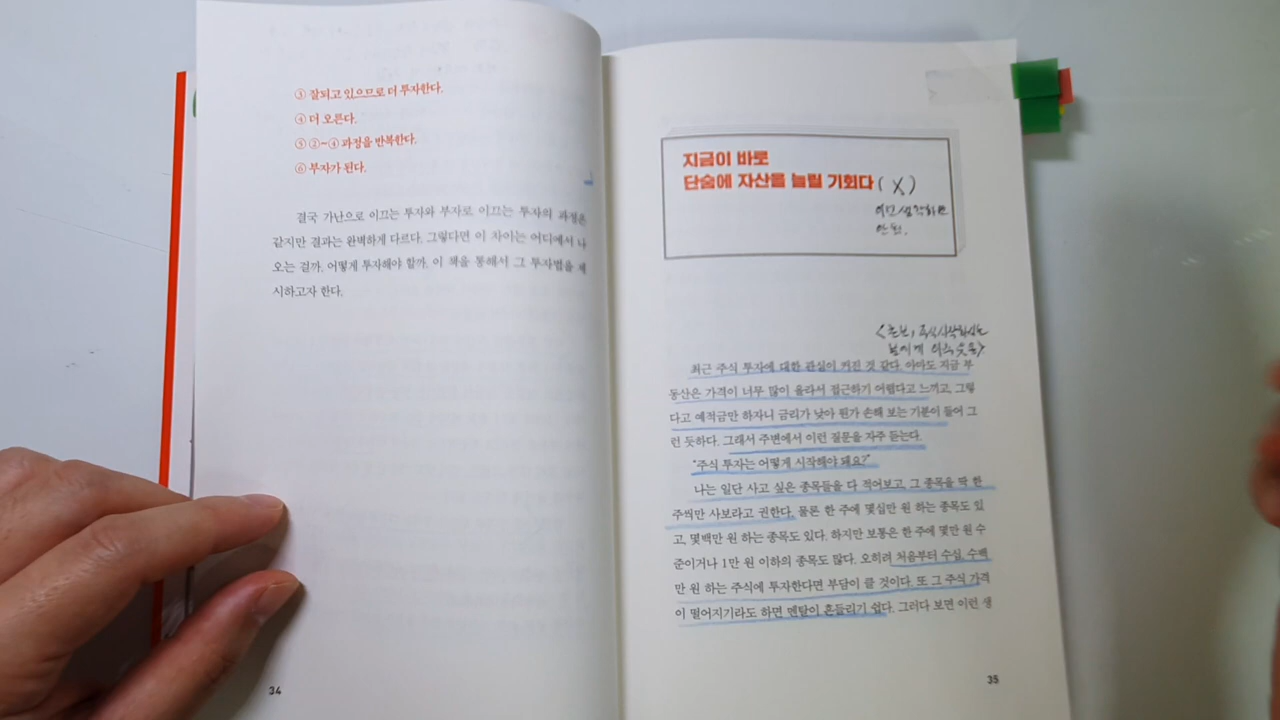 ③ 잘되고 있으므로 더 투자한다.
④ 더 오른다.
⑤ ②~④ 과정을 반복한다.
⑥ 부자가 된다.
결국 가난으로 이끄는 투자와 부자로 이끄는 투자의 과정은
같지만 결과는 완벽하게 다르다. 그렇다면 이 차이는 어디에서 나
오는 걸까. 어떻게 투자해야 할까. 이 책을 통해서 그 투자법을 제
시하고자 한다.
34
지금이 바로
단숨에 자산을 늘릴 기회다 (X)
이런생각하면
안됨.
<초보, 주식시작하려는
최근 주식 투자에 대한 관심이 커진 것 같다. 아마도 지금 부
동산은 가격이 너무 많이 올라서 접근하기 어렵다고 느끼고, 그렇
다고 예적금만 하자니 금리가 낮아 뭔가 손해 보는 기분이 들어 그
런 듯하다. 그래서 주변에서 이런 질문을 자주 듣는다.
"주식 투자는 어떻게 시작해야 돼요?"
나는 일단 사고 싶은 종목들을 다 적어보고, 그 종목을 딱 한
주씩만 사보라고 권한다. 물론 한 주에 몇십만 원 하는 종목도 있
고, 몇백만 원 하는 종목도 있다. 하지만 보통은 한 주에 몇만 원 수
준이거나 1만 원 이하의 종목도 많다. 오히려 처음부터 수십, 수백
만 원 하는 주식에 투자한다면 부담이 클 것이다. 또 그 주식 가격
이 떨어지기라도 하면 멘탈이 흔들리기 쉽다. 그러다 보면 이런 생
35